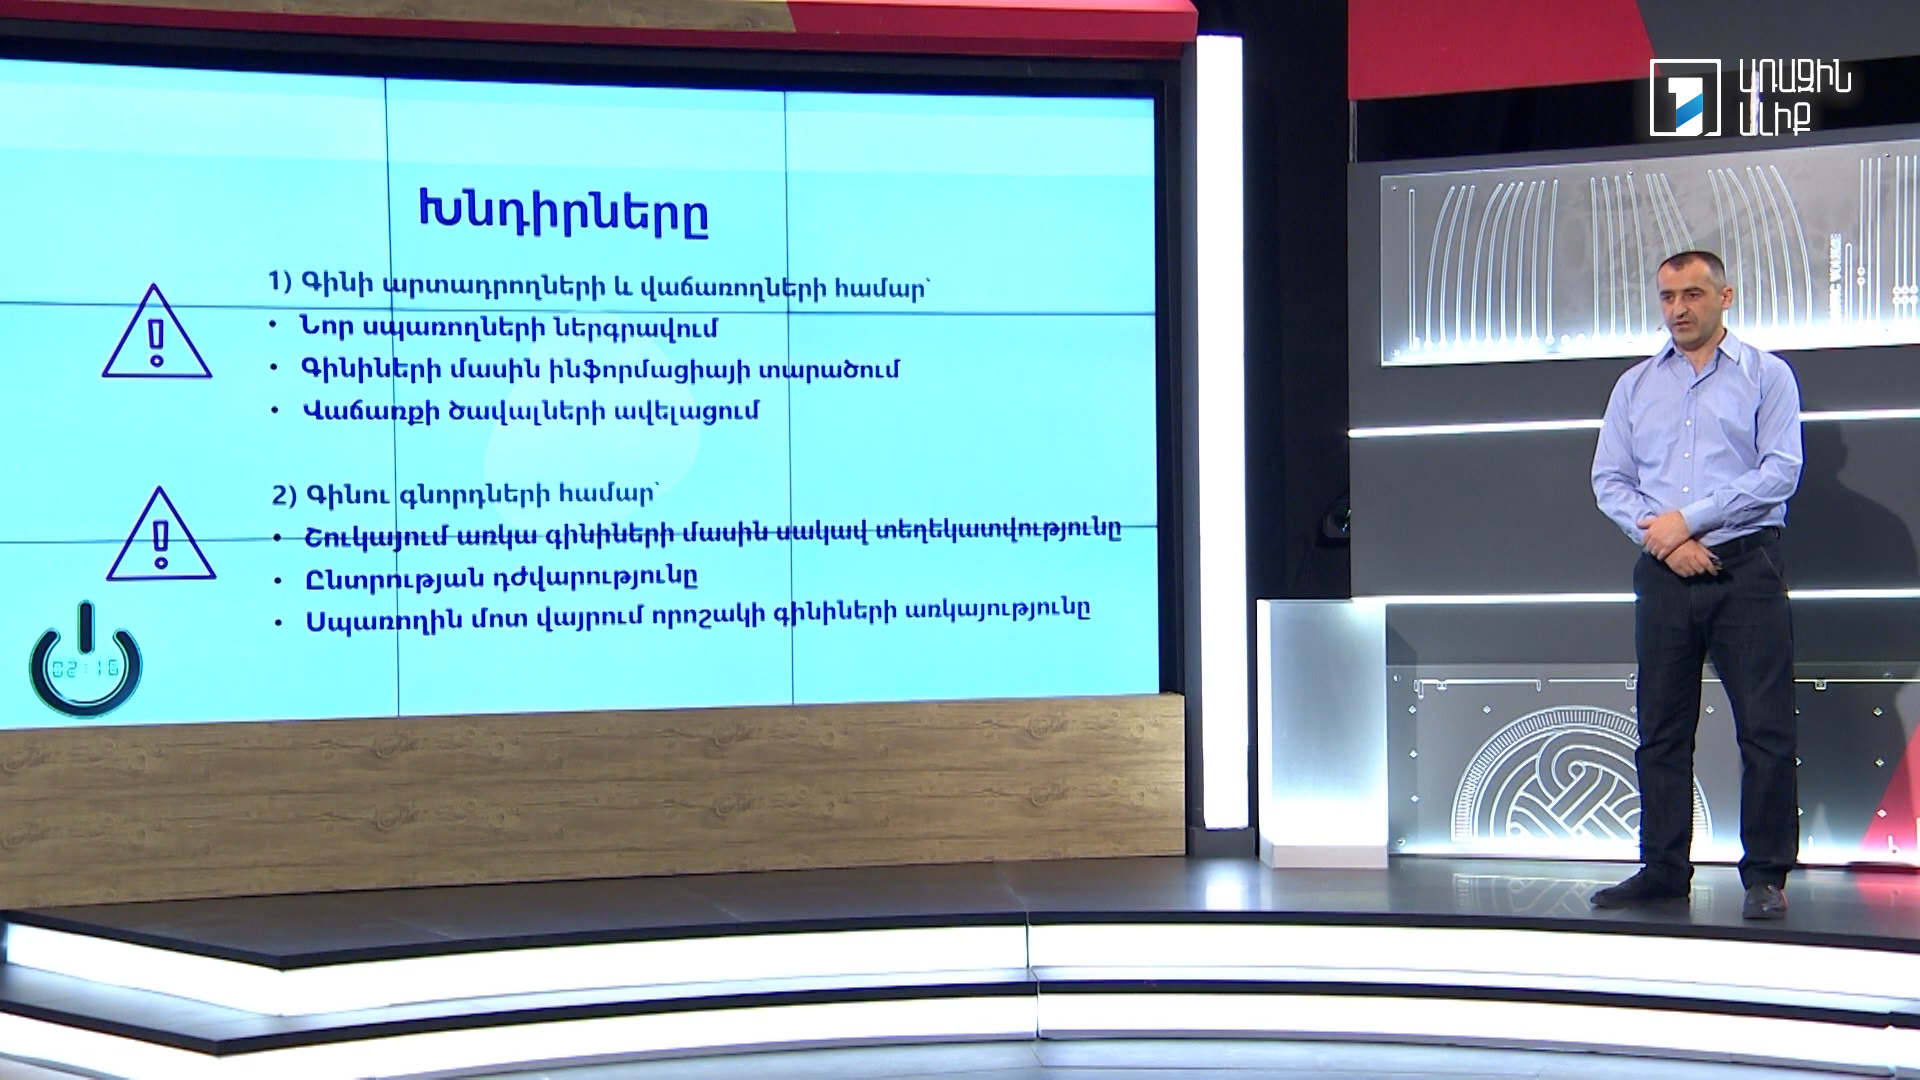 ԱՌԱՋԻՆ
ԱԼԻՔ
Խնդիրները
1) Գինի արտադրողների և վաճառողների համար՝
• Նոր սպառողների ներգրավում
• Գինիների մասին ինֆորմացիայի տարածում
• Վաճառքի ծավալների ավելացում
2) Գինու գնորդների համար՝
• Շուկայում առկա գինիների մասին սակավ տեղեկատվությունը
• Ընտրության դժվարությունը
• Սպառողին մոտ վայրում որոշակի գինիների առկայությունը
02:16